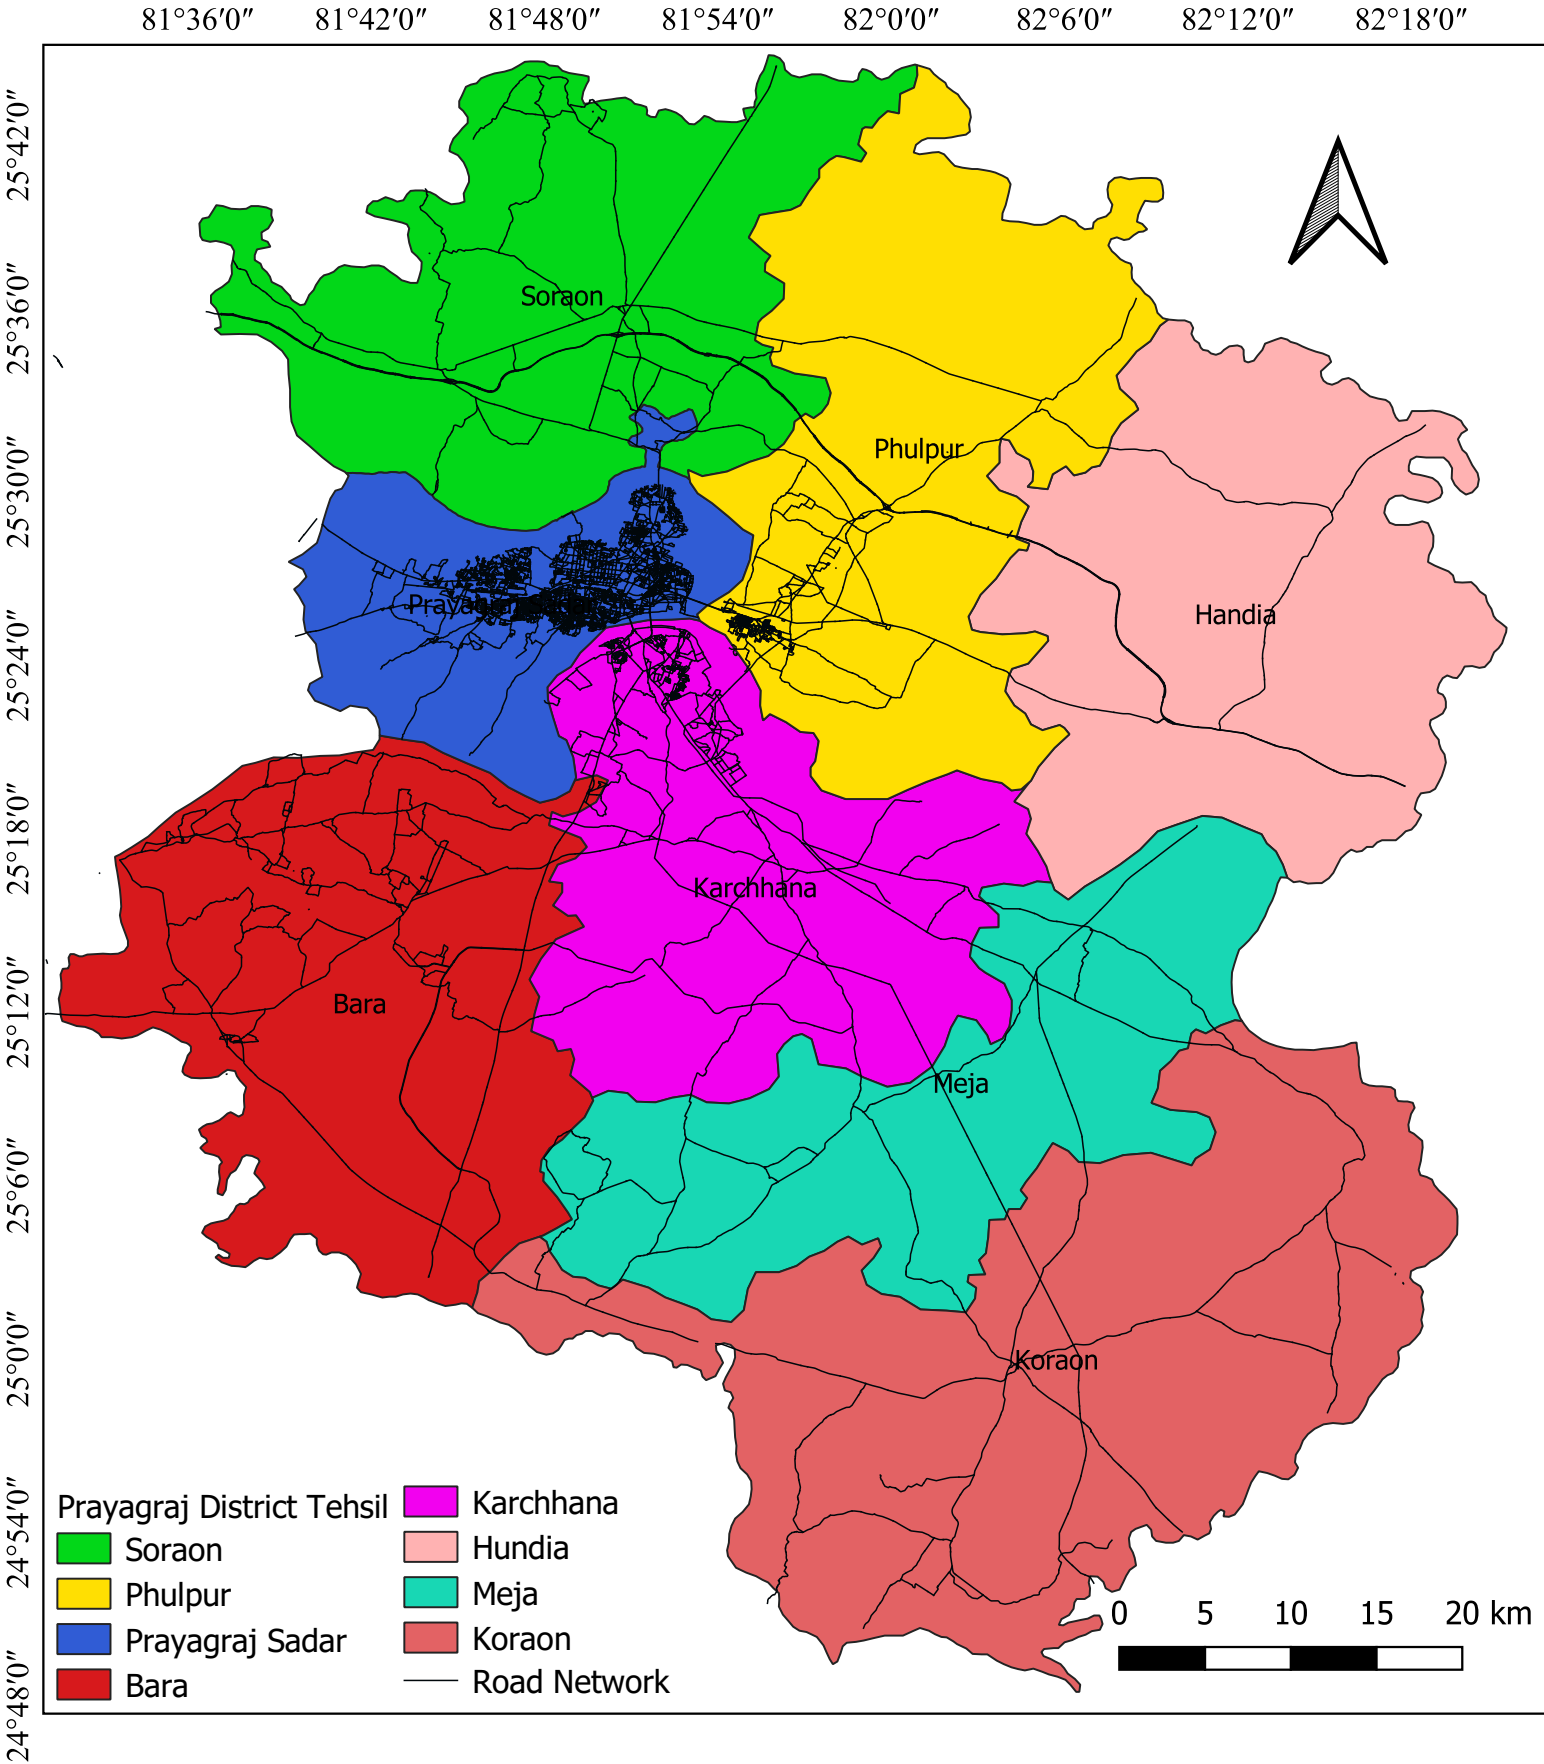 81°36′0″ 81°42′0″ 81°48′0″ 81°54′0″ 82°0′0″ 82°6′0″ 82°12′0″ 82°18′0″
25°42′0″
25°36′0″
25°30′0″
25°24′0″
25°18′0″
25°12′0″
25°6′0″
25°0′0″
24°54′0″
24°48′0″
Soraon
Phulpur
Handia
Karchhana
Bara
Meja
Koraon
Prayagraj District Tehsil
Soraon
Phulpur
Prayagraj Sadar
Bara
Karchhana
Hundia
Meja
Koraon
Road Network
0 5 10 15 20 km